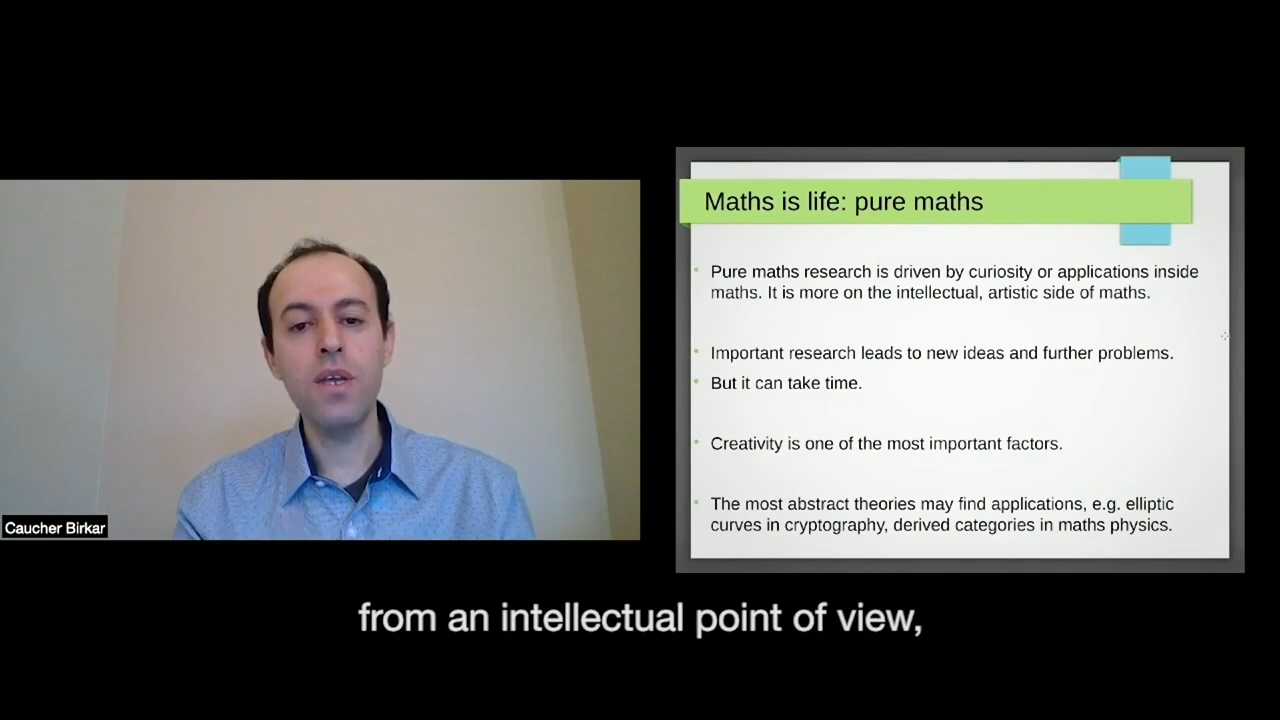 Maths is life: pure maths
Pure maths research is driven by curiosity or applications inside
maths. It is more on the intellectual, artistic side of maths.
Important research leads to new ideas and further problems.
But it can take time.
Creativity is one of the most important factors.
The most abstract theories may find applications, e.g. elliptic
curves in cryptography, derived categories in maths physics.
Caucher Birkar
from an intellectual point of view,